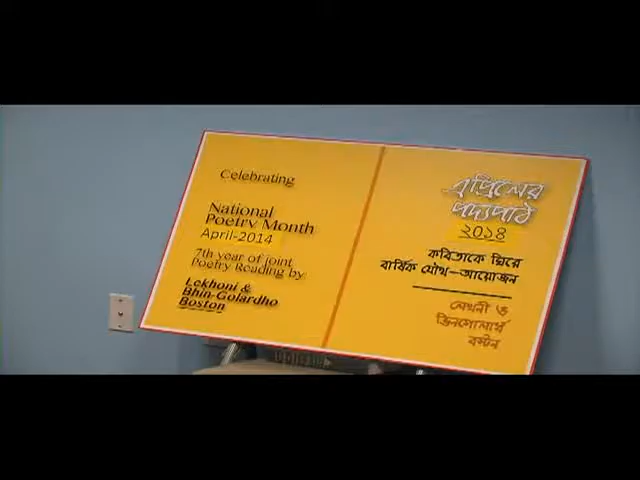 Celebrating
National
Poetry Month
April-2014
7th year of joint
Poetry Reading by:
Lekhoni &
Bhin-Golardho
Boston
এপ্রিলের
পদ্যপাঠ
২০১৪
কবিতাকে ঘিরে
বার্ষিক যৌথ-আয়োজন
লেখনী ও
ভিনগোলার্ধ
বস্টন